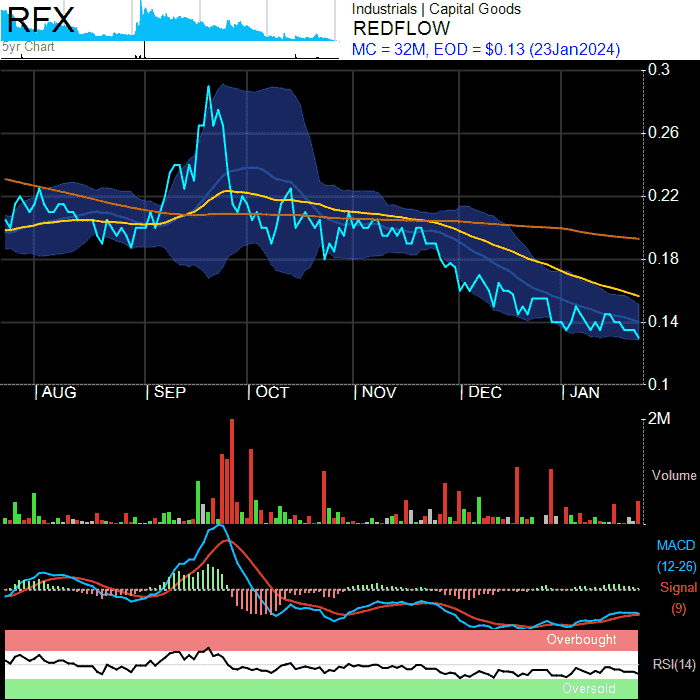 RFX
5yr Chart
Industrials | Capital Goods
REDFLOW
MC = 32M, EOD = $0.13 (23Jan2024)
0.3
0.26
0.22
0.18
0.14
0.1
AUG SEP OCT NOV DEC JAN
2M
Volume
MACD
(12-26)
Signal
(9)
Overbought
RSI(14)
Oversold